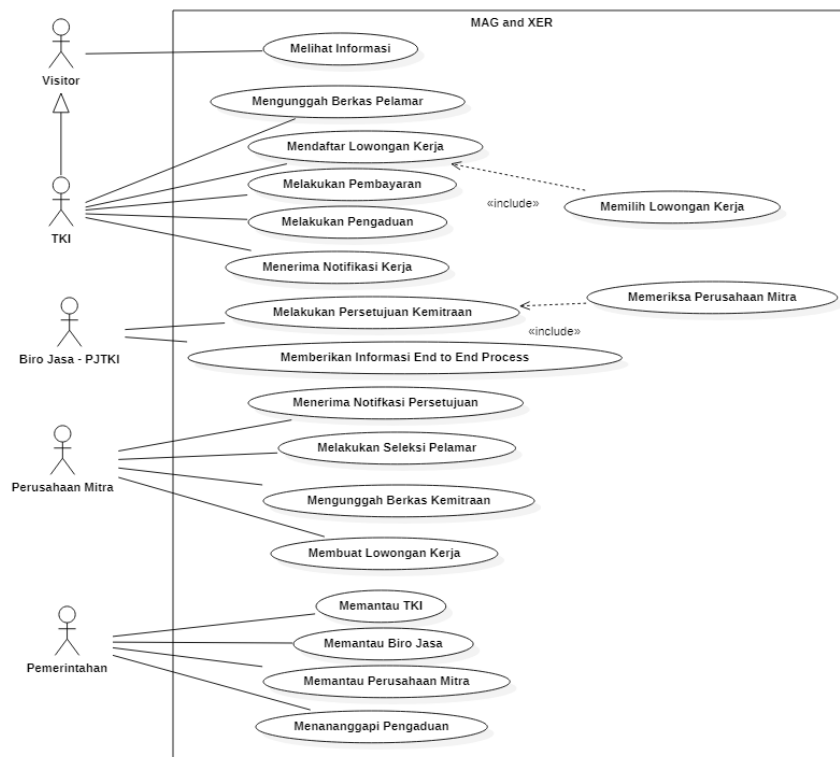 MAG and XER
Melihat Informasi
Visitor
Mengunggah Berkas Pelamar
Mendaftar Lowongan Kerja
Melakukan Pembayaran
«include»
Memilih Lowongan Kerja
Melakukan Pengaduan
TKI
Menerima Notifikasi Kerja
Memeriksa Perusahaan Mitra
Melakukan Persetujuan Kemitraan
«include»
Biro Jasa - PJTKI
Memberikan Informasi End to End Process
Menerima Notifkasi Persetujuan
Melakukan Seleksi Pelamar
Perusahaan Mitra
Mengunggah Berkas Kemitraan
Membuat Lowongan Kerja
Memantau TKI
Memantau Biro Jasa
Pemerintahan
Memantau Perusahaan Mitra
Menananggapi Pengaduan